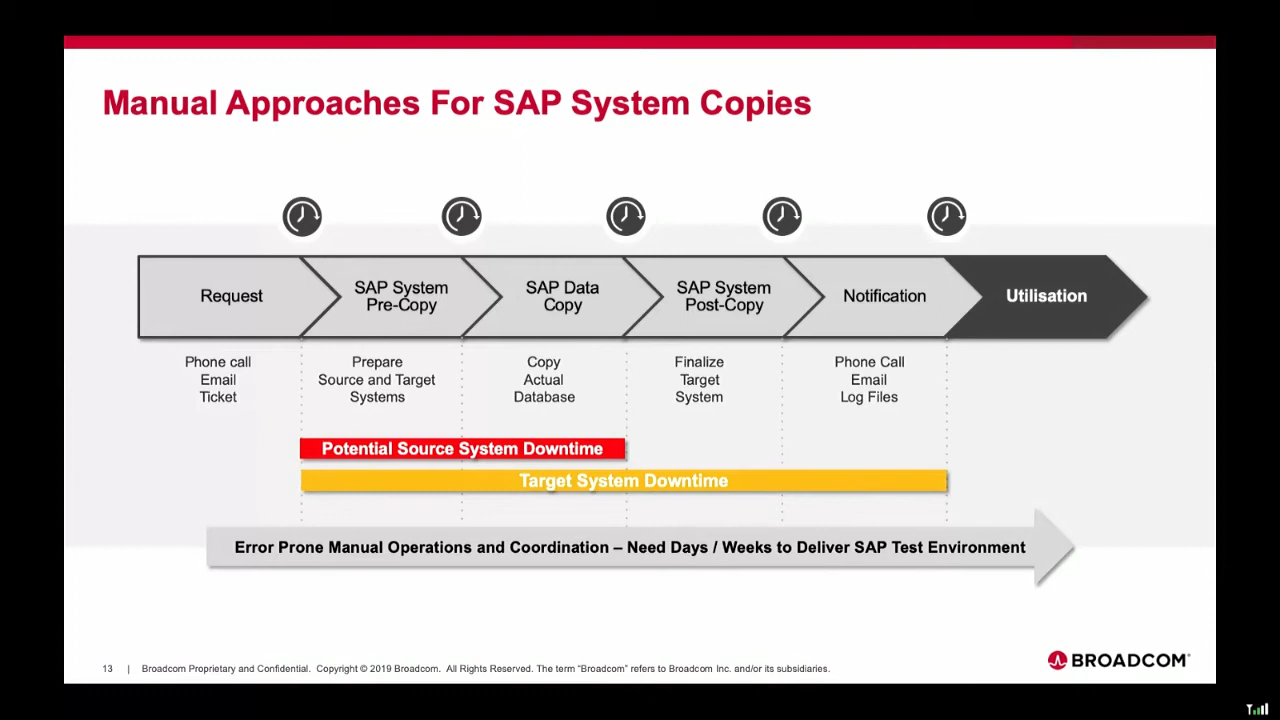 Manual Approaches For SAP System Copies
Request
SAP System
Pre-Copy
SAP Data
Copy
SAP System
Post-Copy
Notification
Utilisation
Phone call
Email
Ticket
Prepare
Source and Target
Systems
Copy
Actual
Database
Finalize
Target
System
Phone Call
Email
Log Files
Potential Source System Downtime
Target System Downtime
Error Prone Manual Operations and Coordination – Need Days / Weeks to Deliver SAP Test Environment
13 | Broadcom Proprietary and Confidential. Copyright © 2019 Broadcom. All Rights Reserved. The term “Broadcom” refers to Broadcom Inc. and/or its subsidiaries.
BROADCOM®